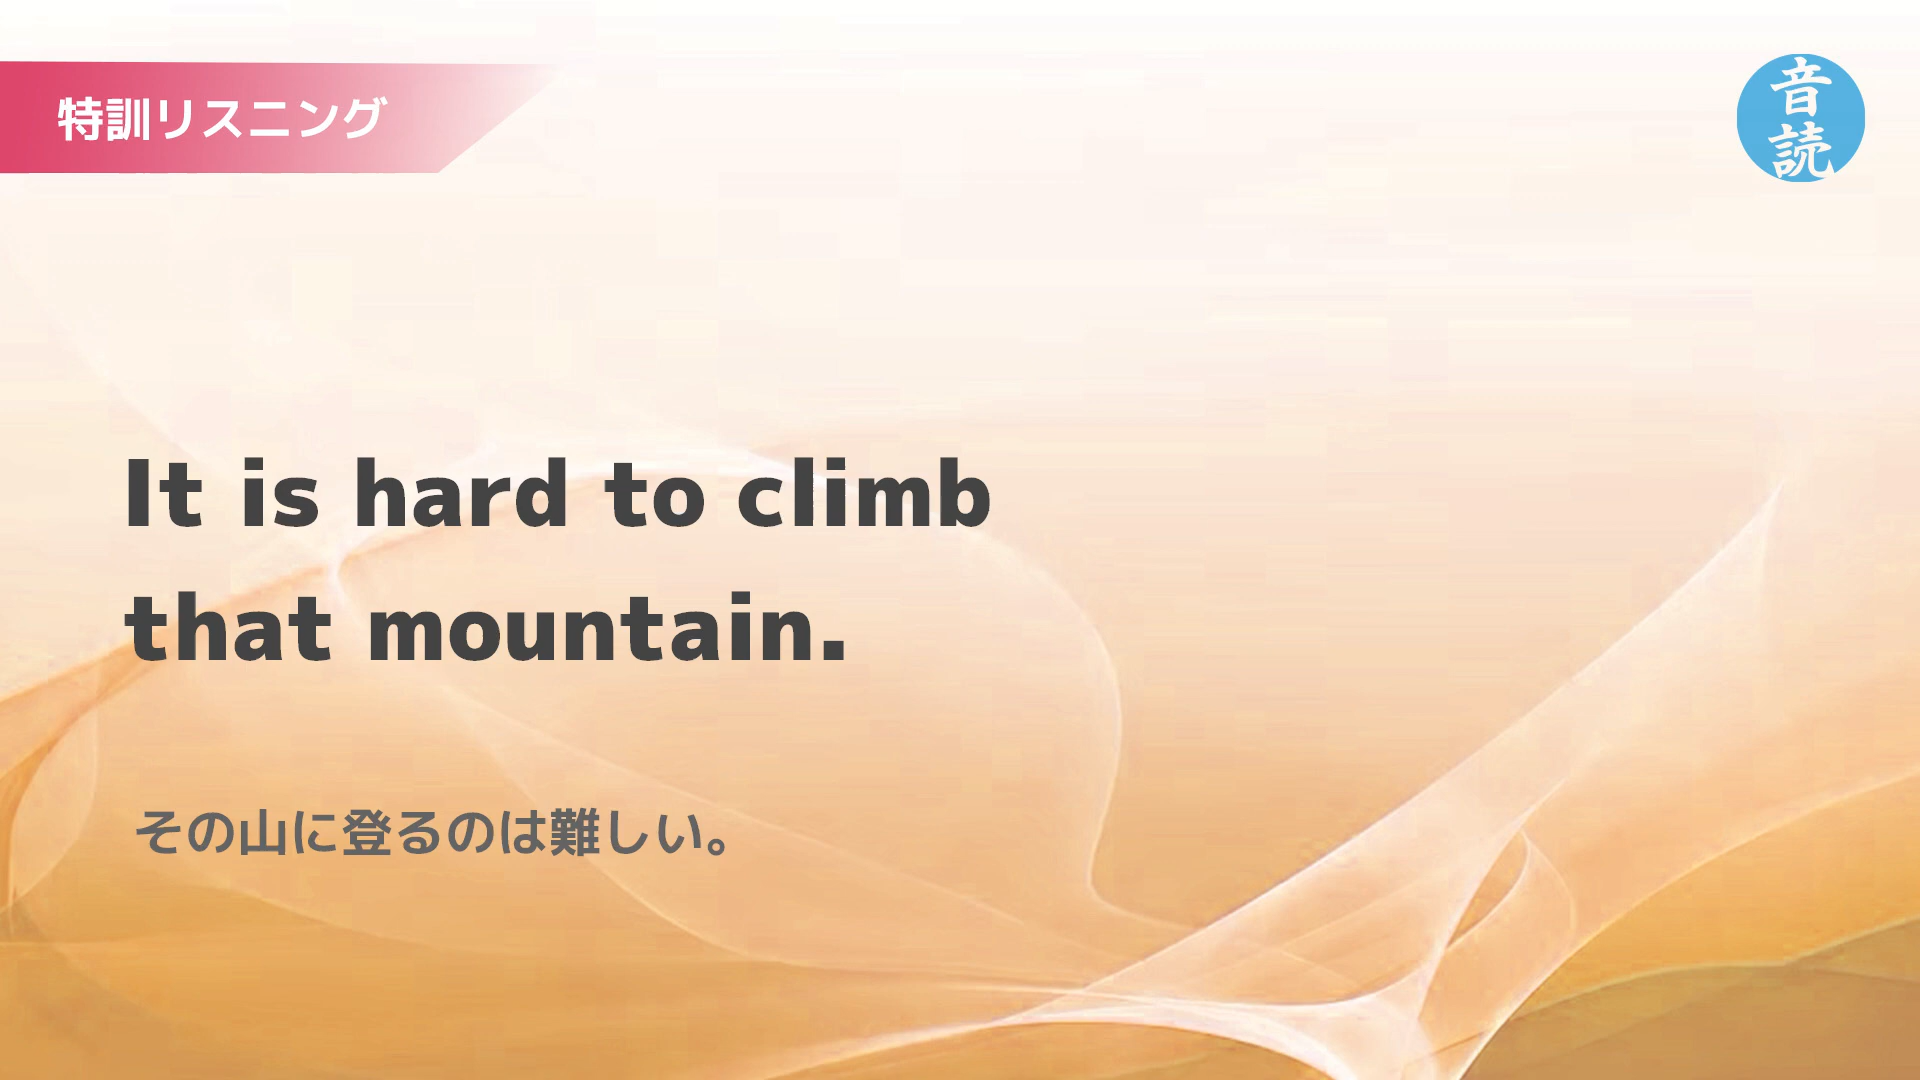 特訓リスニング
音読
It is hard to climb
that mountain.
その山に登るのは難しい。